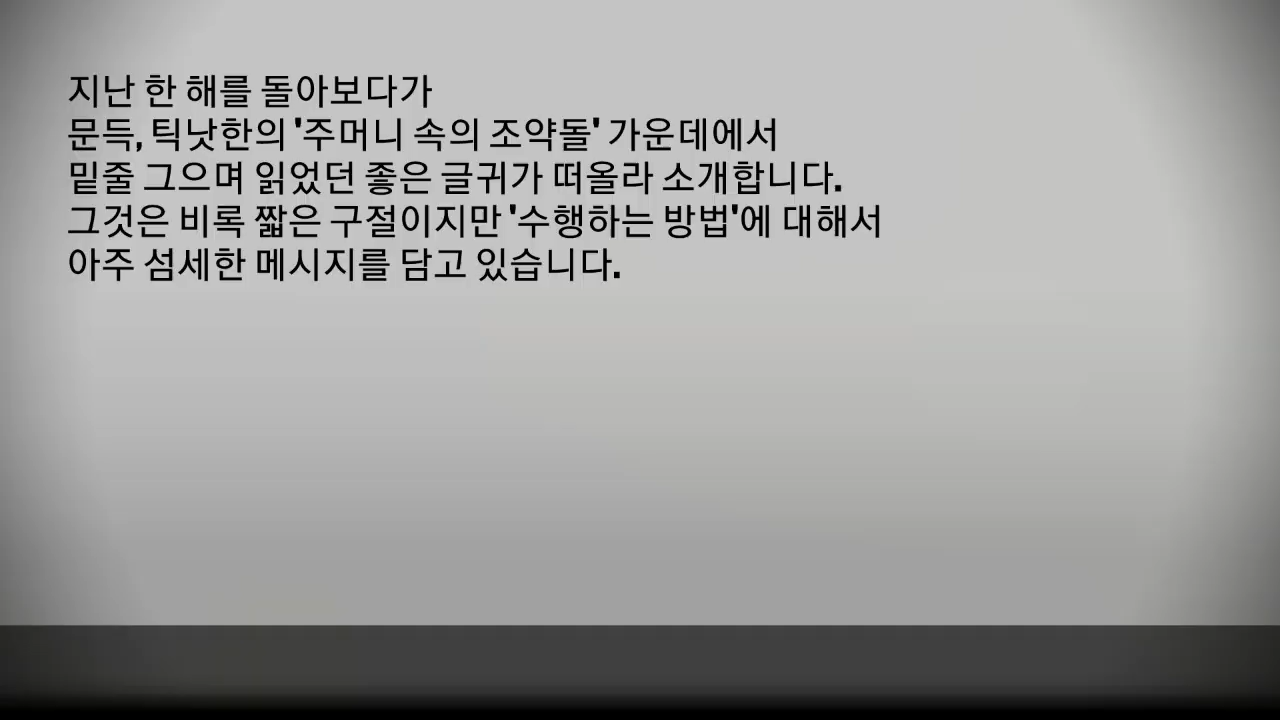 지난 한 해를 돌아보다가
문득, 틱낫한의 '주머니 속의 조약돌' 가운데에서
밑줄 그으며 읽었던 좋은 글귀가 떠올라 소개합니다.
그것은 비록 짧은 구절이지만 '수행하는 방법'에 대해서
아주 섬세한 메시지를 담고 있습니다.